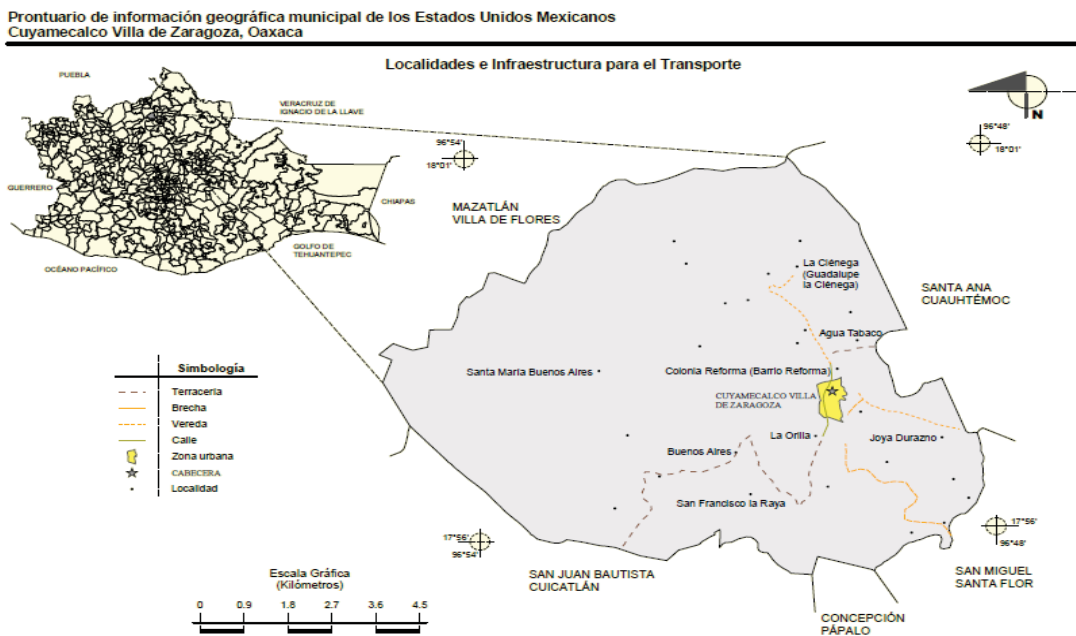 Prontuario de información geográfica municipal de los Estados Unidos Mexicanos
Cuyamecalco Villa de Zaragoza, Oaxaca
Localidades e Infraestructura para el Transporte
PUEBLA
VERACRUZ DE
IGNACIO DE LA LLAVE
GUERRERO
CHIAPAS
GOLFO DE
TEHUANTEPEC
OCÉANO PACÍFICO
96°54'
18°01'
96°48'
18°01'
N
MAZATLÁN
VILLA DE FLORES
La Ciénega
(Guadalupe
la Ciénega)
SANTA ANA
CUAUHTÉMOC
Agua Tabaco
Santa María Buenos Aires
Colonia Reforma (Barrio Reforma)
CUYAMECALCO VILLA
DE ZARAGOZA
La Orilla
Joya Durazno
Buenos Aires
San Francisco la Raya
Simbología
Terracería
Brecha
Vereda
Calle
Zona urbana
CABECERA
Localidad
17°56'
96°54'
17°56'
96°48'
SAN JUAN BAUTISTA
CUICATLÁN
SAN MIGUEL
SANTA FLOR
CONCEPCIÓN
PÁPALO
Escala Gráfica
(Kilómetros)
0 0.9 1.8 2.7 3.6 4.5